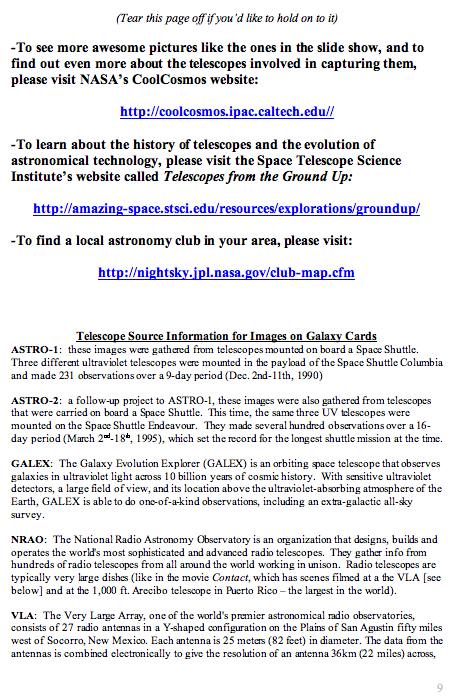 (Tear this page off if you'd like to hold on to it)
-To see more awesome pictures like the ones in the slide show, and to
find out even more about the telescopes involved in capturing them,
please visit NASA's CoolCosmos website:
http://coolcosmos.ipac.caltech.edu//
-To learn about the history of telescopes and the evolution of
astronomical technology, please visit the Space Telescope Science
Institute's website called Telescopes from the Ground Up:
http://amazing-space.stsci.edu/resources/explorations/groundup/
-To find a local astronomy club in your area, please visit:
http://nightsky.jpl.nasa.gov/club-map.cfm
Telescope Source Information for Images on Galaxy Cards
ASTRO-1: these images were gathered from telescopes mounted on board a Space Shuttle.
Three different ultraviolet telescopes were mounted in the payload of the Space Shuttle Columbia
and made 231 observations over a 9-day period (Dec. 2nd-11th, 1990)
ASTRO-2: a follow-up project to ASTRO-1, these images were also gathered from telescopes
that were carried on board a Space Shuttle. This time, the same three UV telescopes were
mounted on the Space Shuttle Endeavour. They made several hundred observations over a 16-
day period (March 2nd-18th, 1995), which set the record for the longest shuttle mission at the time.
GALEX: The Galaxy Evolution Explorer (GALEX) is an orbiting space telescope that observes
galaxies in ultraviolet light across 10 billion years of cosmic history. With sensitive ultraviolet
detectors, a large field of view, and its location above the ultraviolet-absorbing atmosphere of the
Earth, GALEX is able to do one-of-a-kind observations, including an extra-galactic all-sky
survey.
NRAO: The National Radio Astronomy Observatory is an organization that designs, builds and
operates the world's most sophisticated and advanced radio telescopes. They gather info from
hundreds of radio telescopes from all around the world working in unison. Radio telescopes are
typically very large dishes (like in the movie Contact, which has scenes filmed at a the VLA [see
below] and at the 1,000 ft. Arecibo telescope in Puerto Rico – the largest in the world).
VLA: The Very Large Array, one of the world's premier astronomical radio observatories,
consists of 27 radio antennas in a Y-shaped configuration on the Plains of San Agustin fifty miles
west of Socorro, New Mexico. Each antenna is 25 meters (82 feet) in diameter. The data from the
antennas is combined electronically to give the resolution of an antenna 36km (22 miles) across,
9